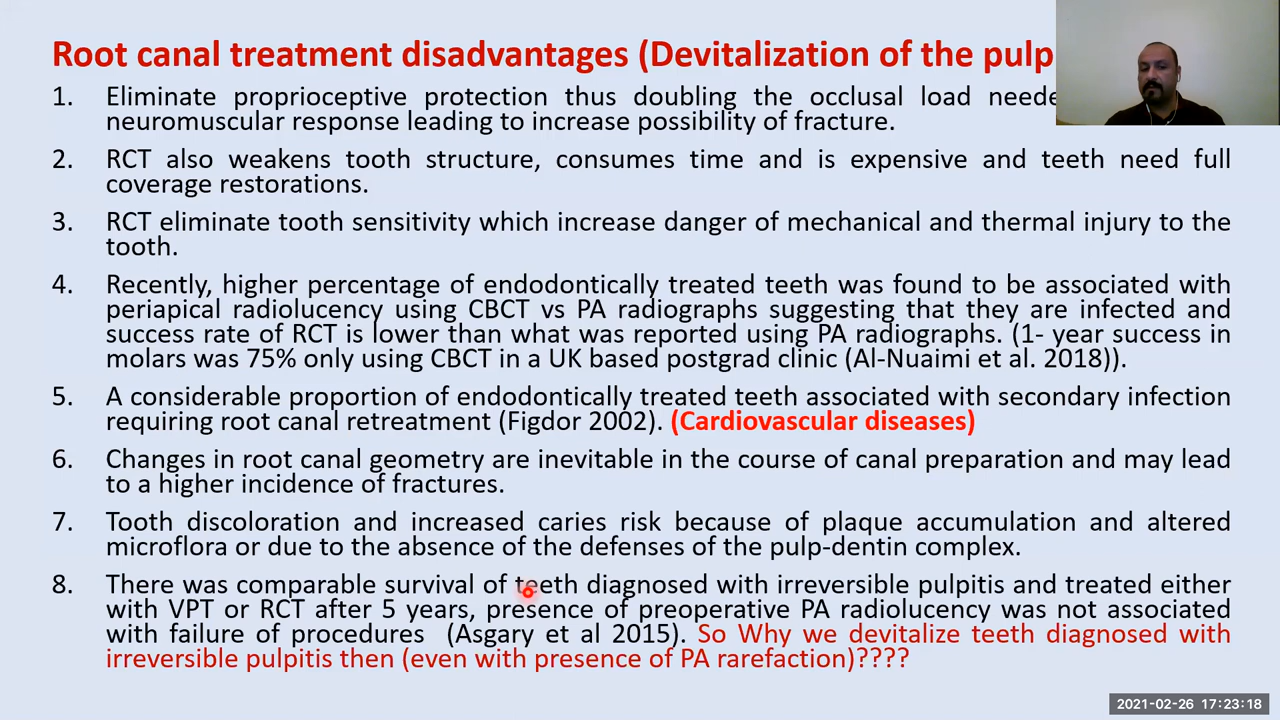 Root canal treatment disadvantages (Devitalization of the pulp
1. Eliminate proprioceptive protection thus doubling the occlusal load
neuromuscular response leading to increase possibility of fracture.
2. RCT also weakens tooth structure, consumes time and is expensive and teeth need full
coverage restorations.
3. RCT eliminate tooth sensitivity which increase danger of mechanical and thermal injury to the
tooth.
4. Recently, higher percentage of endodontically treated teeth was found to be associated with
periapical radiolucency using CBCT vs PA radiographs suggesting that they are infected and
success rate of RCT is lower than what was reported using PA radiographs. (1- year success in
molars was 75% only using CBCT in a UK based postgrad clinic (Al-Nuaimi et al. 2018)).
5. A considerable proportion of endodontically treated teeth associated with secondary infection
requiring root canal retreatment (Figdor 2002). (Cardiovascular diseases)
6. Changes in root canal geometry are inevitable in the course of canal preparation and may lead
to a higher incidence of fractures.
7. Tooth discoloration and increased caries risk because of plaque accumulation and altered
microflora or due to the absence of the defenses of the pulp-dentin complex.
8. There was comparable survival of teeth diagnosed with irreversible pulpitis and treated either
with VPT or RCT after 5 years, presence of preoperative PA radiolucency was not associated
with failure of procedures (Asgary et al 2015). So Why we devitalize teeth diagnosed with
irreversible pulpitis then (even with presence of PA rarefaction)????
2021-02-26 17:23:18